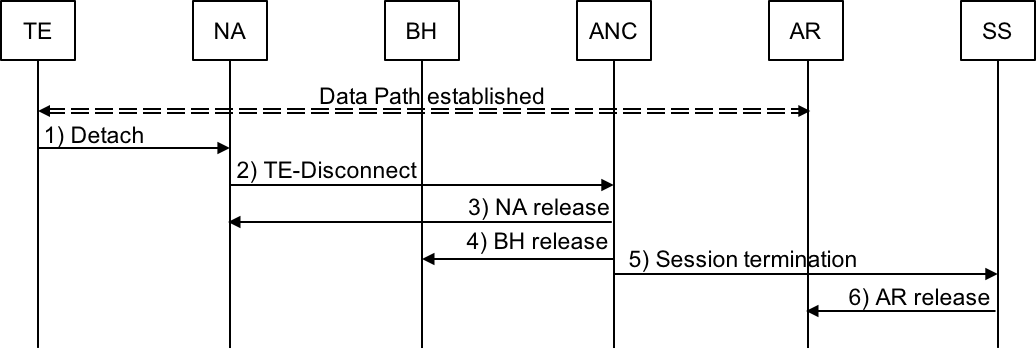 TE
NA
BH
ANC
AR
SS
Data Path established
1) Detach
2) TE-Disconnect
3) NA release
4) BH release
5) Session termination
6) AR release